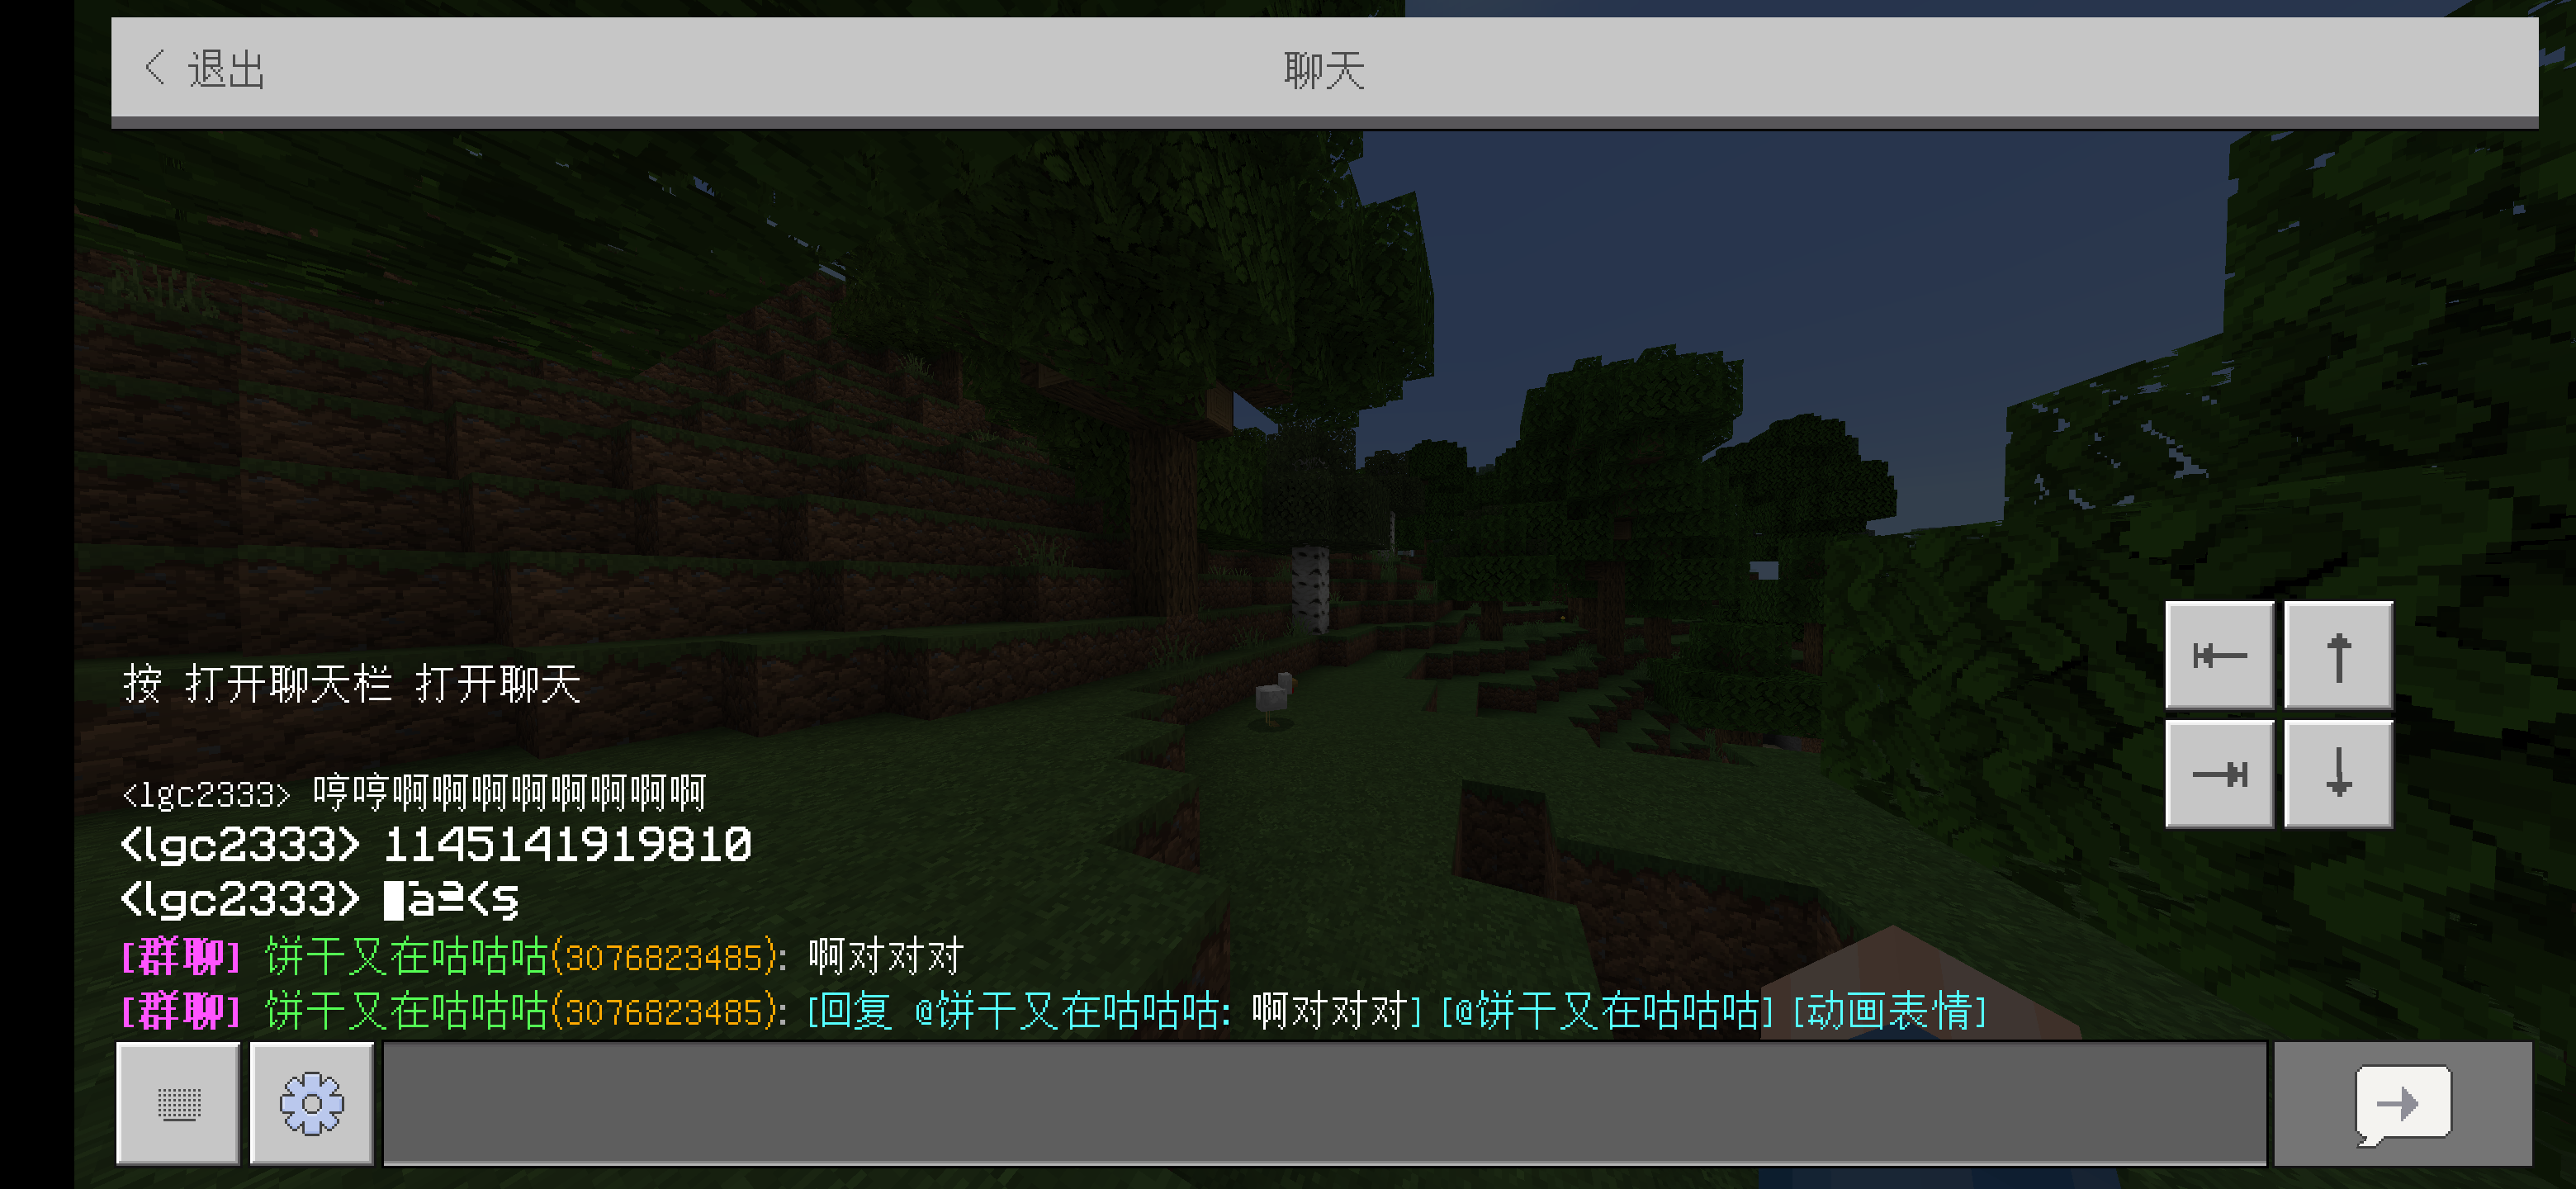 退出
聊天
按 打开聊天栏 打开聊天
<lgc2333> 哼哼啊啊啊啊啊啊啊啊
<lgc2333> 1145141919810
<lgc2333>
[群聊] 饼干又在咕咕咕(3076823485): 啊对对对
[群聊] 饼干又在咕咕咕(3076823485): [回复 @饼干又在咕咕咕: 啊对对对] [@饼干又在咕咕咕] [动画表情]